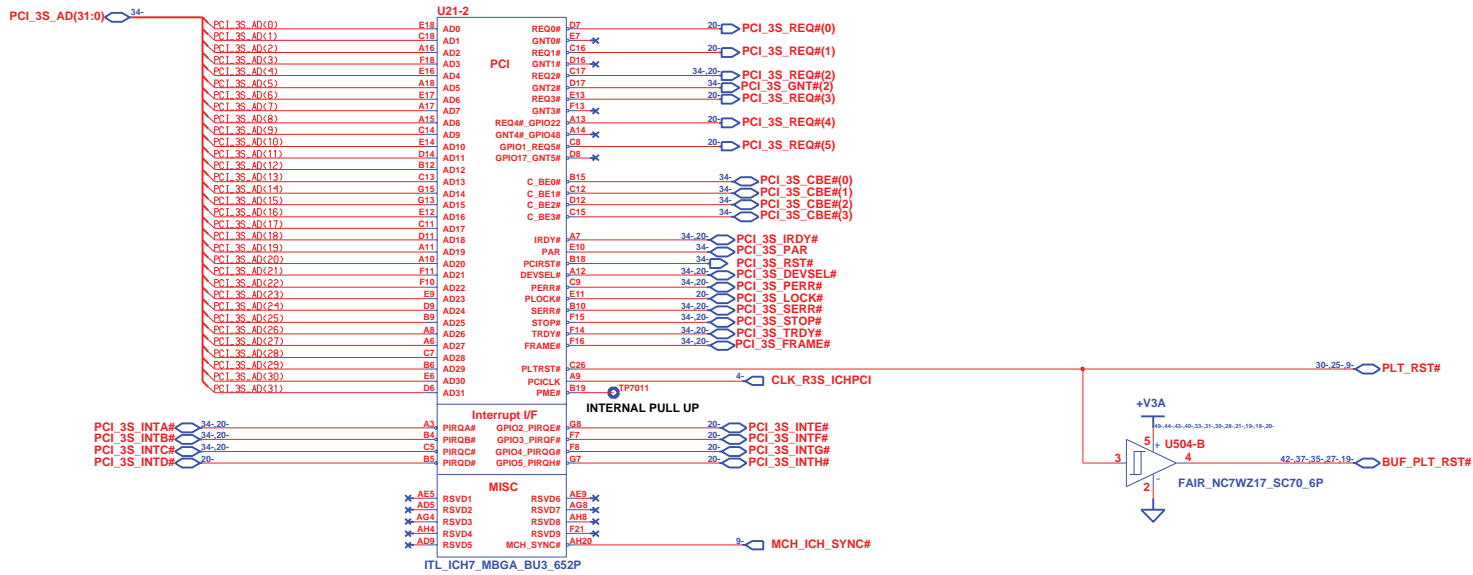 PCI_3S_AD(31:0) 34-
U21-2
PCI
PCI_3S_AD(0) E18 AD0 REQ0# D7 20- PCI_3S_REQ#(0)
PCI_3S_AD(1) C18 AD1 GNT0# E7
PCI_3S_AD(2) A16 AD2 REQ1# C16 20- PCI_3S_REQ#(1)
PCI_3S_AD(3) F18 AD3 GNT1# D16
PCI_3S_AD(4) E16 AD4 REQ2# C17 34-,20- PCI_3S_REQ#(2)
PCI_3S_AD(5) A18 AD5 GNT2# D17 34- PCI_3S_GNT#(2)
PCI_3S_AD(6) E17 AD6 REQ3# E13 20- PCI_3S_REQ#(3)
PCI_3S_AD(7) A17 AD7 GNT3# F13
PCI_3S_AD(8) A15 AD8 REQ4#_GPIO22 A13 20- PCI_3S_REQ#(4)
PCI_3S_AD(9) C14 AD9 GNT4#_GPIO48 A14
PCI_3S_AD(10) E14 AD10 GPIO1_REQ5# C8 20- PCI_3S_REQ#(5)
PCI_3S_AD(11) D14 AD11 GPIO17_GNT5# D8
PCI_3S_AD(12) B12 AD12
PCI_3S_AD(13) C13 AD13 C_BE0# B15 34- PCI_3S_CBE#(0)
PCI_3S_AD(14) G15 AD14 C_BE1# C12 34- PCI_3S_CBE#(1)
PCI_3S_AD(15) G13 AD15 C_BE2# D12 34- PCI_3S_CBE#(2)
PCI_3S_AD(16) E12 AD16 C_BE3# C15 34- PCI_3S_CBE#(3)
PCI_3S_AD(17) C11 AD17
PCI_3S_AD(18) D11 AD18 IRDY# A7 34-,20- PCI_3S_IRDY#
PCI_3S_AD(19) A11 AD19 PAR E10 34- PCI_3S_PAR
PCI_3S_AD(20) A10 AD20 PCIRST# B18 34- PCI_3S_RST#
PCI_3S_AD(21) F11 AD21 DEVSEL# A12 34-,20- PCI_3S_DEVSEL#
PCI_3S_AD(22) F10 AD22 PERR# C9 34-,20- PCI_3S_PERR#
PCI_3S_AD(23) E9 AD23 PLOCK# E11 20- PCI_3S_LOCK#
PCI_3S_AD(24) D9 AD24 SERR# B10 34-,20- PCI_3S_SERR#
PCI_3S_AD(25) B9 AD25 STOP# F15 34-,20- PCI_3S_STOP#
PCI_3S_AD(26) A8 AD26 TRDY# F14 34-,20- PCI_3S_TRDY#
PCI_3S_AD(27) A6 AD27 FRAME# F16 34-,20- PCI_3S_FRAME#
PCI_3S_AD(28) C7 AD28
PCI_3S_AD(29) B6 AD29 PLTRST# C26 30-,25-,9- PLT_RST#
PCI_3S_AD(30) E6 AD30 PCICLK A9 4- CLK_R3S_ICHPCI
PCI_3S_AD(31) D6 AD31 PME# B19 TP7011
INTERNAL PULL UP
Interrupt I/F
PCI_3S_INTA# 34-,20- A3 PIRQA# GPIO2_PIRQE# G8 20- PCI_3S_INTE#
PCI_3S_INTB# 34-,20- B4 PIRQB# GPIO3_PIRQF# F7 20- PCI_3S_INTF#
PCI_3S_INTC# 34-,20- C5 PIRQC# GPIO4_PIRQG# F8 20- PCI_3S_INTG#
PCI_3S_INTD# 20- B5 PIRQD# GPIO5_PIRQH# G7 20- PCI_3S_INTH#
MISC
AE5 RSVD1 RSVD6 AE9
AD5 RSVD2 RSVD7 AG8
AG4 RSVD3 RSVD8 AH8
AH4 RSVD4 RSVD9 F21
AD9 RSVD5 MCH_SYNC# AH20 9- MCH_ICH_SYNC#
ITL_ICH7_MBGA_BU3_652P
+V3A
5 + U504-B
3 4 42-,37-,35-,27-,19- BUF_PLT_RST#
2 -
FAIR_NC7WZ17_SC70_6P